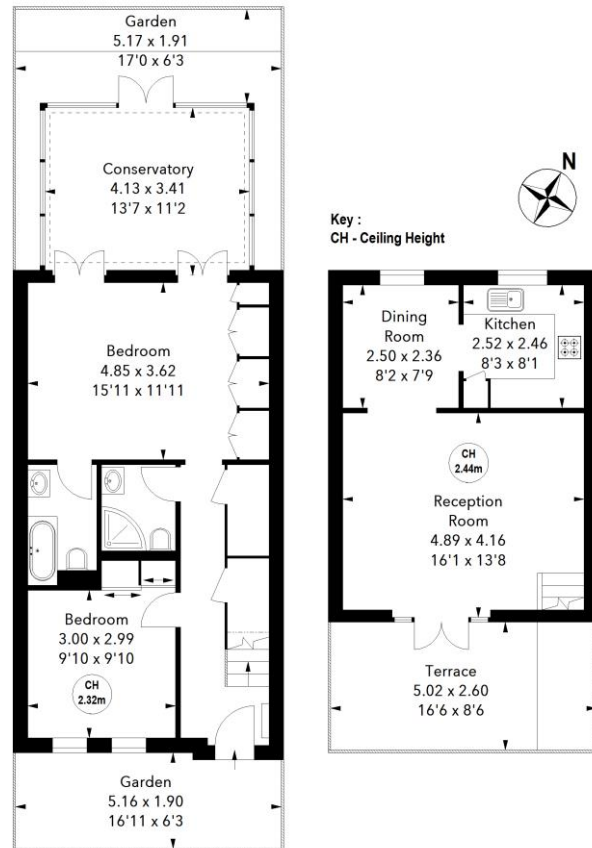 Garden
5.17 x 1.91
17'0 x 6'3
Conservatory
4.13 x 3.41
13'7 x 11'2
N
Key :
CH - Ceiling Height
Bedroom
4.85 x 3.62
15'11 x 11'11
Dining
Room
2.50 x 2.36
8'2 x 7'9
Kitchen
2.52 x 2.46
8'3 x 8'1
CH
2.44m
Reception
Room
4.89 x 4.16
16'1 x 13'8
Bedroom
3.00 x 2.99
9'10 x 9'10
CH
2.32m
Terrace
5.02 x 2.60
16'6 x 8'6
Garden
5.16 x 1.90
16'11 x 6'3